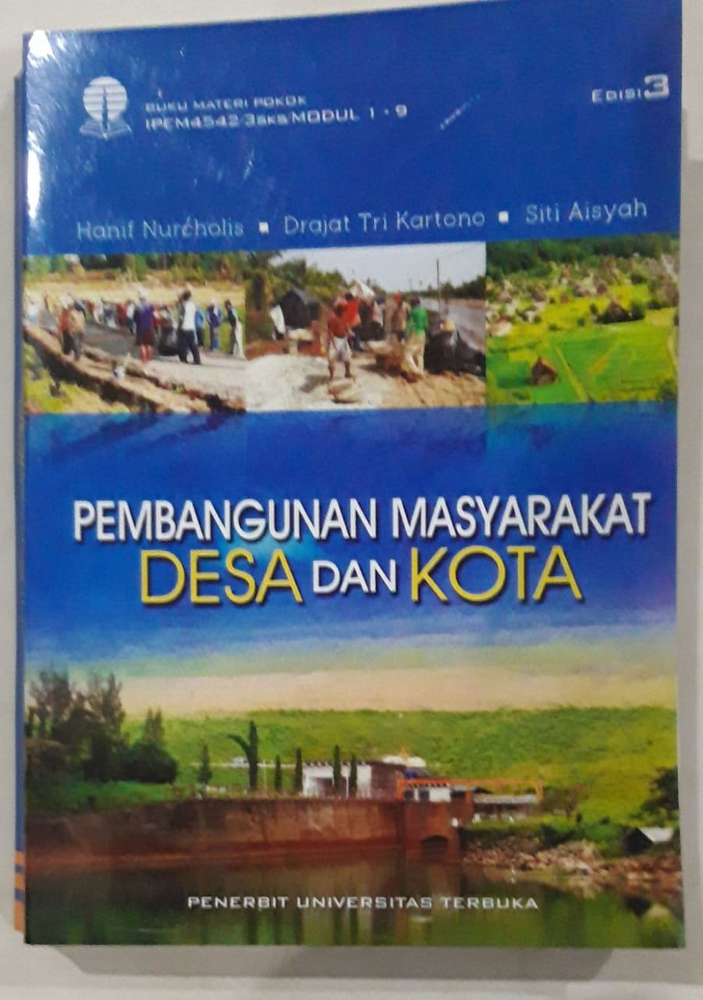 BUKU MATERI POKOK
IPEM4542/3sks/MODUL 1 - 9
EDISI 3
Hanif Nurcholis ▪ Drajat Tri Kartono ▪ Siti Aisyah
PEMBANGUNAN MASYARAKAT
DESA DAN KOTA
PENERBIT UNIVERSITAS TERBUKA